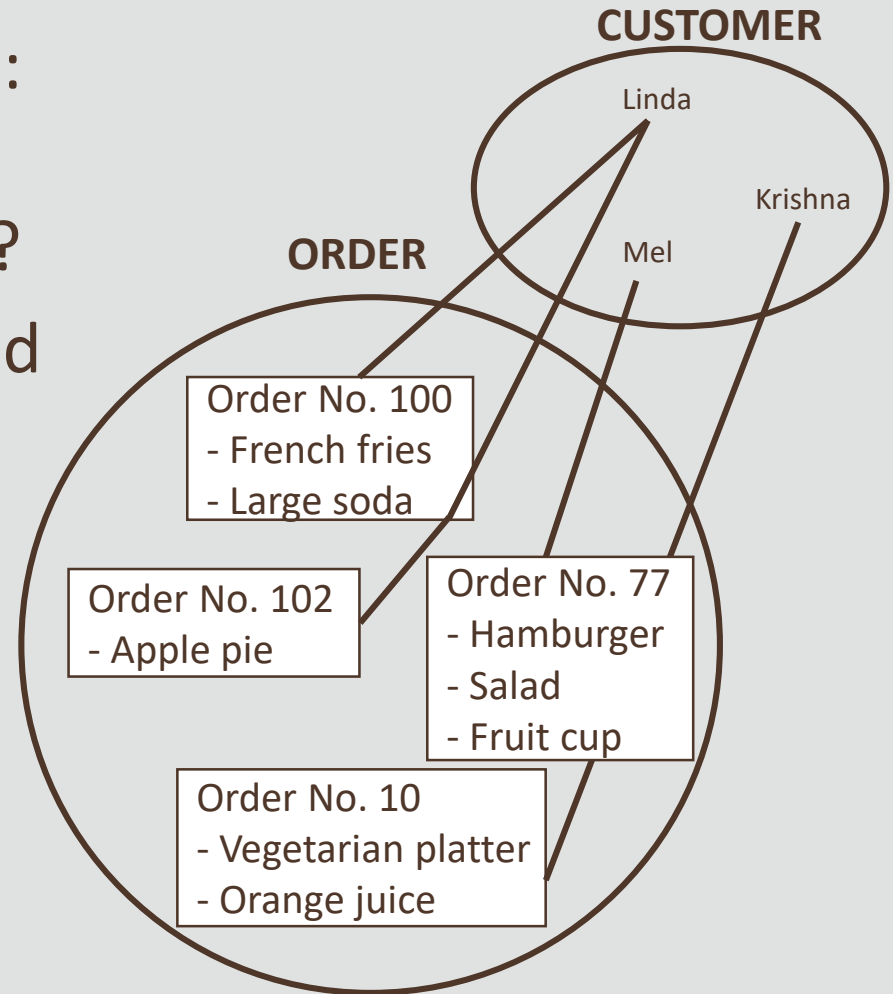 CUSTOMER
:
Linda
Krishna
?
ORDER
Mel
d
Order No. 100
- French fries
- Large soda
Order No. 102
- Apple pie
Order No. 77
- Hamburger
- Salad
- Fruit cup
Order No. 10
- Vegetarian platter
- Orange juice